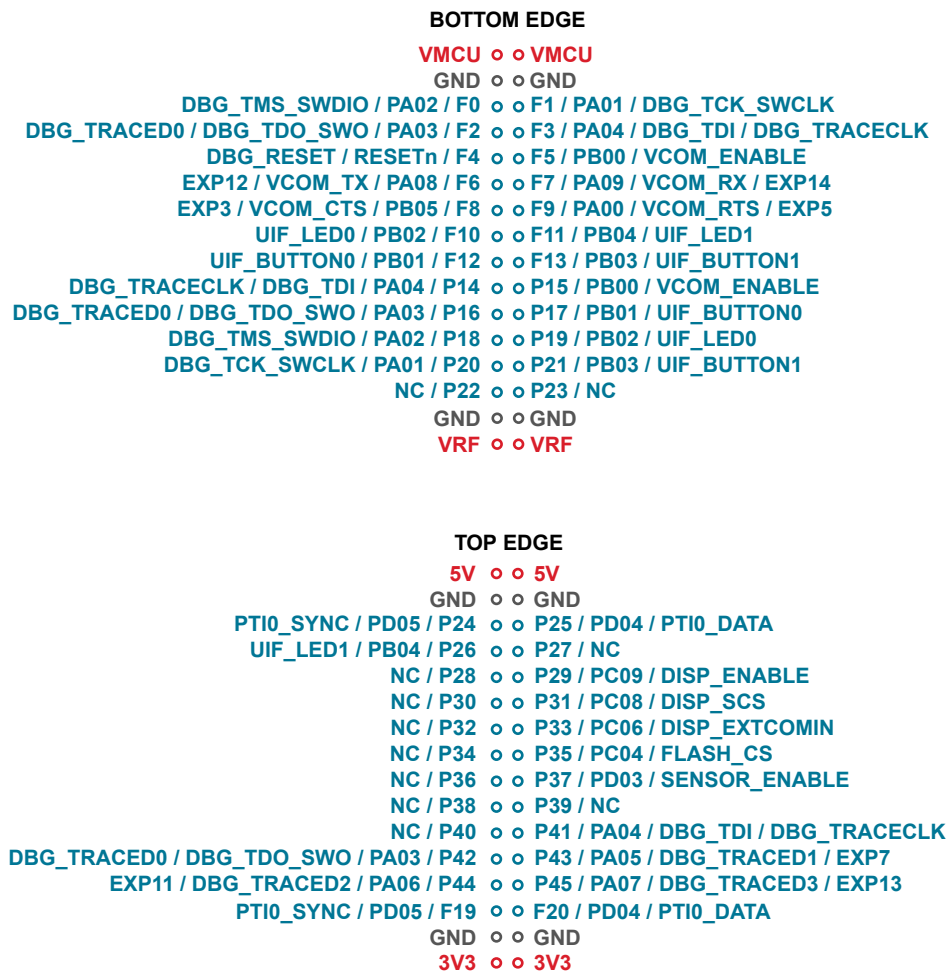 BOTTOM EDGE
VMCU VMCU
GND GND
DBG_TMS_SWDIO / PA02 / F0 F1 / PA01 / DBG_TCK_SWCLK
DBG_TRACED0 / DBG_TDO_SWO / PA03 / F2 F3 / PA04 / DBG_TDI / DBG_TRACECLK
DBG_RESET / RESETn / F4 F5 / PB00 / VCOM_ENABLE
EXP12 / VCOM_TX / PA08 / F6 F7 / PA09 / VCOM_RX / EXP14
EXP3 / VCOM_CTS / PB05 / F8 F9 / PA00 / VCOM_RTS / EXP5
UIF_LED0 / PB02 / F10 F11 / PB04 / UIF_LED1
UIF_BUTTON0 / PB01 / F12 F13 / PB03 / UIF_BUTTON1
DBG_TRACECLK / DBG_TDI / PA04 / P14 P15 / PB00 / VCOM_ENABLE
DBG_TRACED0 / DBG_TDO_SWO / PA03 / P16 P17 / PB01 / UIF_BUTTON0
DBG_TMS_SWDIO / PA02 / P18 P19 / PB02 / UIF_LED0
DBG_TCK_SWCLK / PA01 / P20 P21 / PB03 / UIF_BUTTON1
NC / P22 P23 / NC
GND GND
VRF VRF
TOP EDGE
5V 5V
GND GND
PTI0_SYNC / PD05 / P24 P25 / PD04 / PTI0_DATA
UIF_LED1 / PB04 / P26 P27 / NC
NC / P28 P29 / PC09 / DISP_ENABLE
NC / P30 P31 / PC08 / DISP_SCS
NC / P32 P33 / PC06 / DISP_EXTCOMIN
NC / P34 P35 / PC04 / FLASH_CS
NC / P36 P37 / PD03 / SENSOR_ENABLE
NC / P38 P39 / NC
NC / P40 P41 / PA04 / DBG_TDI / DBG_TRACECLK
DBG_TRACED0 / DBG_TDO_SWO / PA03 / P42 P43 / PA05 / DBG_TRACED1 / EXP7
EXP11 / DBG_TRACED2 / PA06 / P44 P45 / PA07 / DBG_TRACED3 / EXP13
PTI0_SYNC / PD05 / F19 F20 / PD04 / PTI0_DATA
GND GND
3V3 3V3